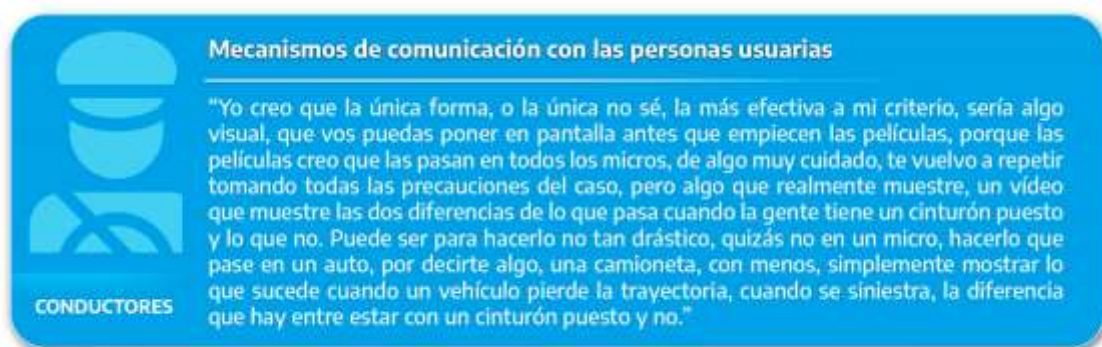 Mecanismos de comunicación con las personas usuarias
“Yo creo que la única forma, o la única no sé, la más efectiva a mi criterio, sería algo
visual, que vos puedas poner en pantalla antes que empiecen las películas, porque las
películas creo que las pasan en todos los micros, de algo muy cuidado, te vuelvo a repetir
tomando todas las precauciones del caso, pero algo que realmente muestre, un vídeo
que muestre las dos diferencias de lo que pasa cuando la gente tiene un cinturón puesto
y lo que no. Puede ser para hacerlo no tan drástico, quizás no en un micro, hacerlo que
pase en un auto, por decirte algo, una camioneta, con menos, simplemente mostrar lo
que sucede cuando un vehículo pierde la trayectoria, cuando se siniestra, la diferencia
que hay entre estar con un cinturón puesto y no.”
CONDUCTORES